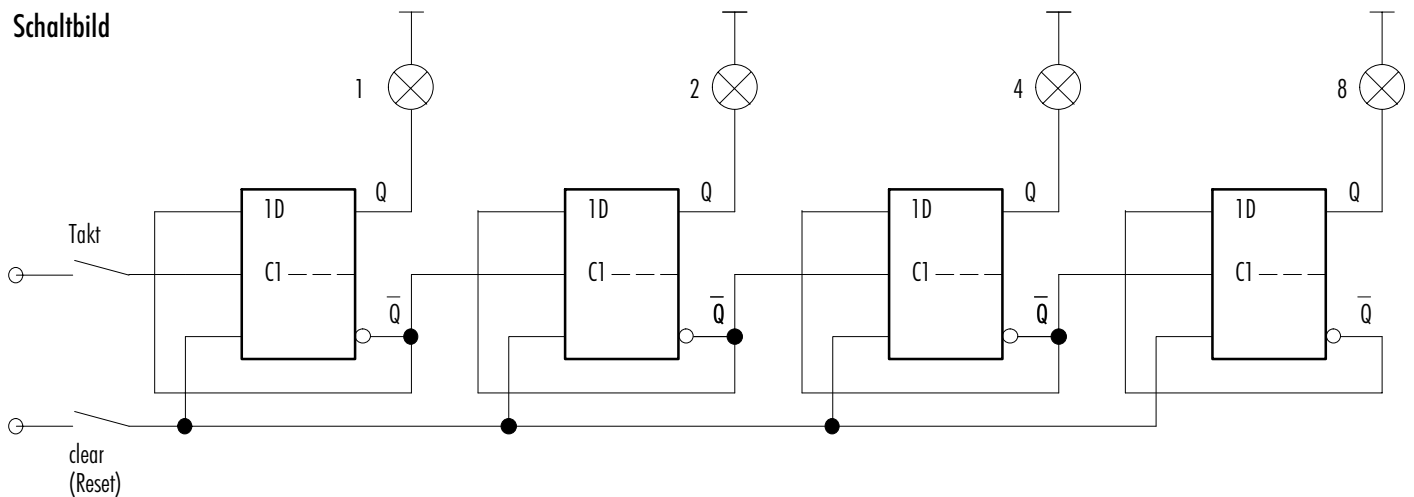 Schaltbild
1 2 4 8
Q Q Q Q
1D 1D 1D 1D
Takt
C1 C1 C1 C1
Q̅ Q̅ Q̅ Q̅
clear
(Reset)